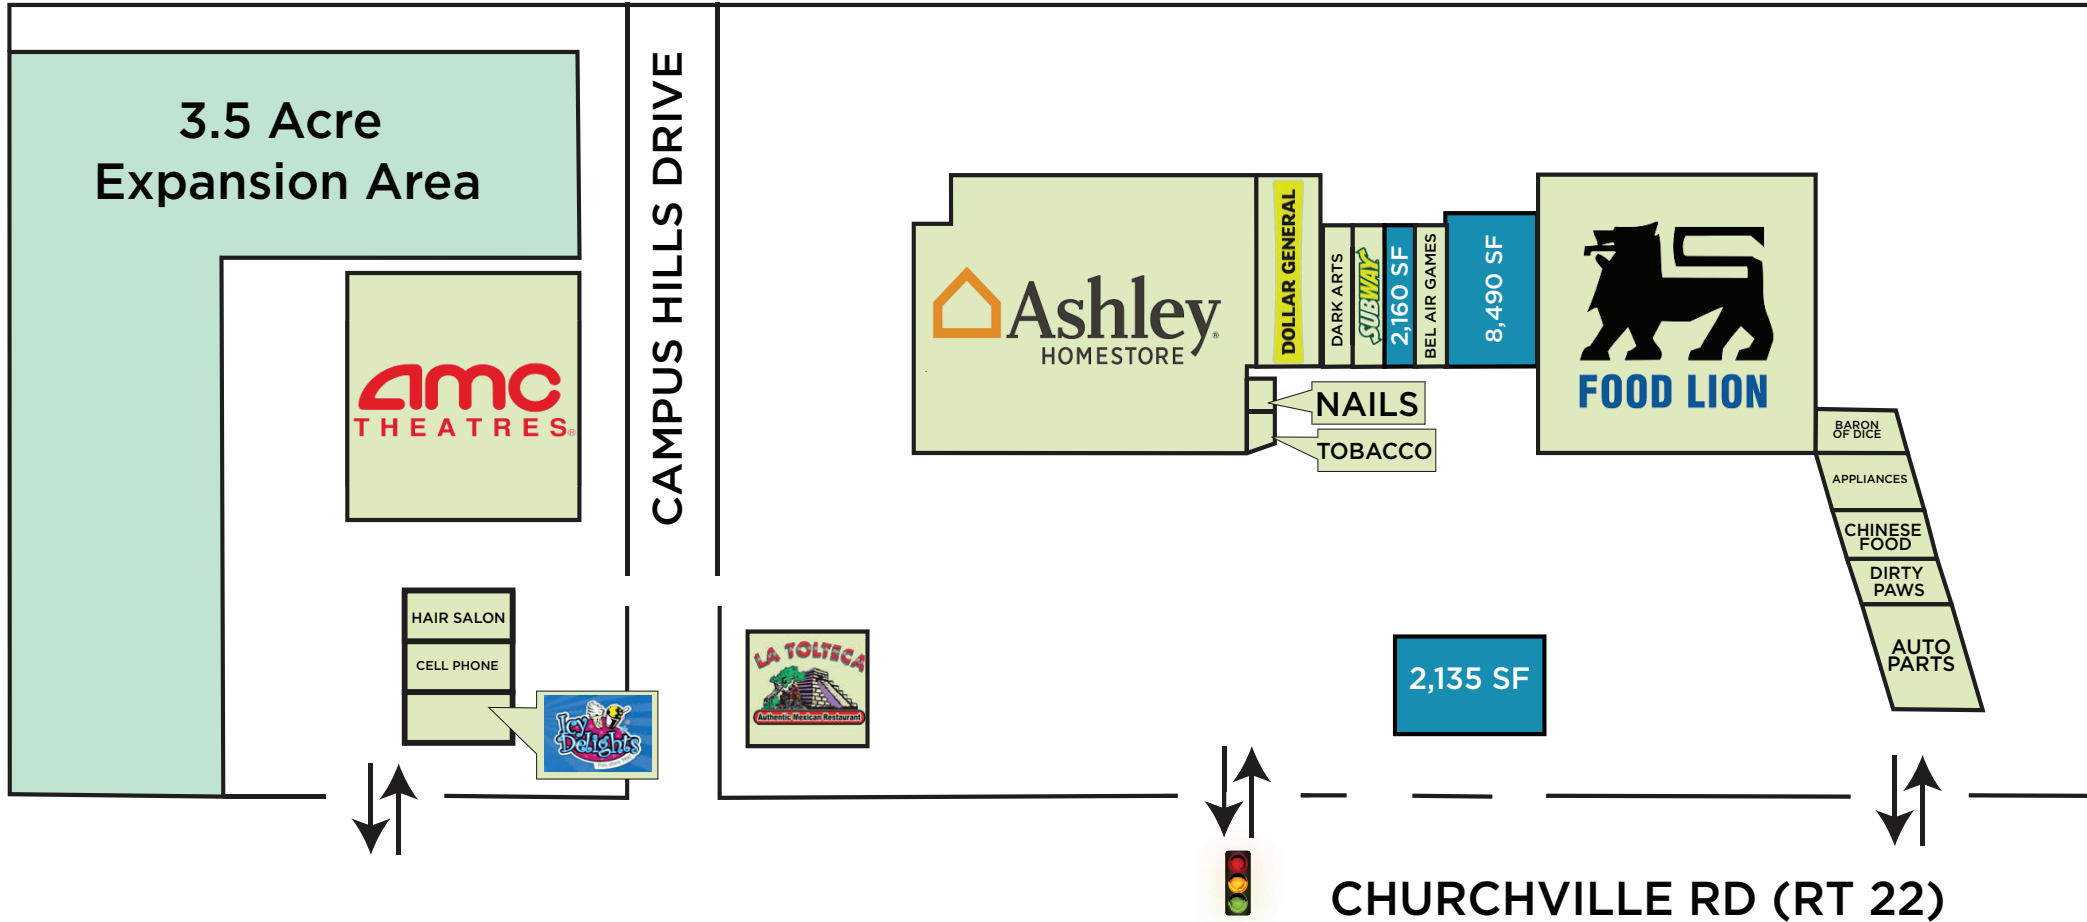 3.5 Acre
Expansion Area
CAMPUS HILLS DRIVE
amc
THEATRES®
HAIR SALON
CELL PHONE
Icy
Delights
LA TOLTECA
Authentic Mexican Restaurant
Ashley®
HOMESTORE
DOLLAR GENERAL
DARK ARTS
SUBWAY
2,160 SF
BEL AIR GAMES
8,490 SF
NAILS
TOBACCO
FOOD LION
BARON
OF DICE
APPLIANCES
CHINESE
FOOD
DIRTY
PAWS
AUTO
PARTS
2,135 SF
CHURCHVILLE RD (RT 22)